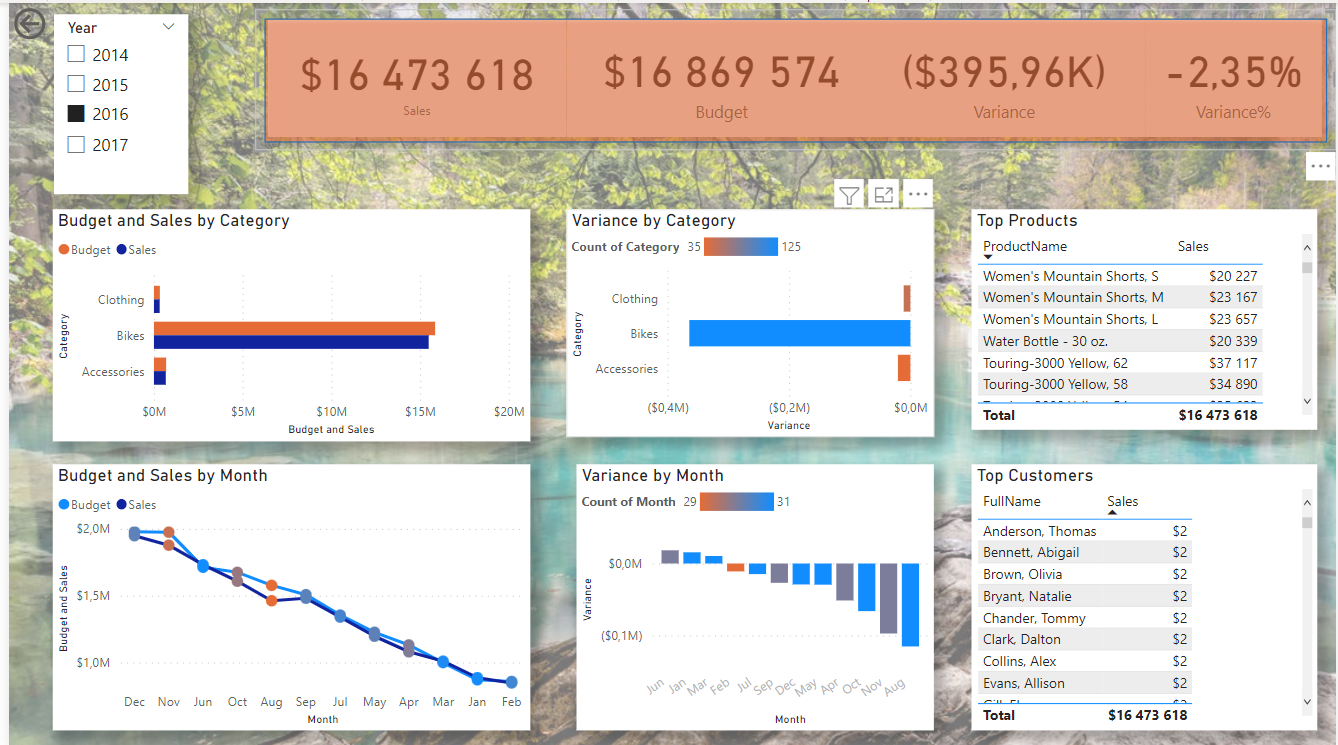 Year
2014
2015
2016
2017
$16 473 618
Sales
$16 869 574
Budget
($395,96K)
Variance
-2,35%
Variance%
Budget and Sales by Category
Budget Sales
Category
Clothing
Bikes
Accessories
$0M $5M $10M $15M $20M
Budget and Sales
Variance by Category
Count of Category 35 125
Category
Clothing
Bikes
Accessories
($0,4M) ($0,2M) $0,0M
Variance
Top Products
ProductName Sales
Women's Mountain Shorts, S $20 227
Women's Mountain Shorts, M $23 167
Women's Mountain Shorts, L $23 657
Water Bottle - 30 oz. $20 339
Touring-3000 Yellow, 62 $37 117
Touring-3000 Yellow, 58 $34 890
Total $16 473 618
Budget and Sales by Month
Budget Sales
Budget and Sales
$2,0M
$1,5M
$1,0M
Dec Nov Jun Oct Aug Sep Jul May Apr Mar Jan Feb
Month
Variance by Month
Count of Month 29 31
Variance
$0,0M
($0,1M)
Jun Jan Mar Feb Jul Sep Dec May Apr Oct Nov Aug
Month
Top Customers
FullName Sales
Anderson, Thomas $2
Bennett, Abigail $2
Brown, Olivia $2
Bryant, Natalie $2
Chander, Tommy $2
Clark, Dalton $2
Collins, Alex $2
Evans, Allison $2
Total $16 473 618